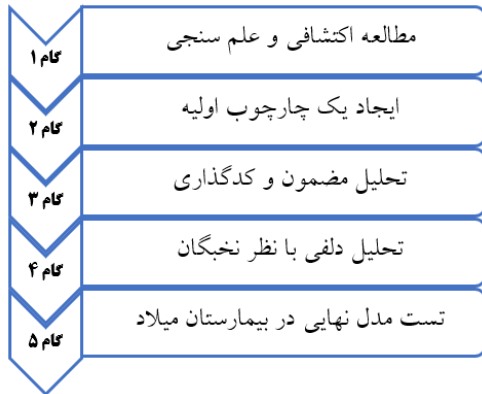 گام ۱
مطالعه اکتشافی و علم سنجی
گام ۲
ایجاد یک چارچوب اولیه
گام ۳
تحلیل مضمون و کدگذاری
گام ۴
تحلیل دلفی با نظر نخبگان
گام ۵
تست مدل نهایی در بیمارستان میلاد